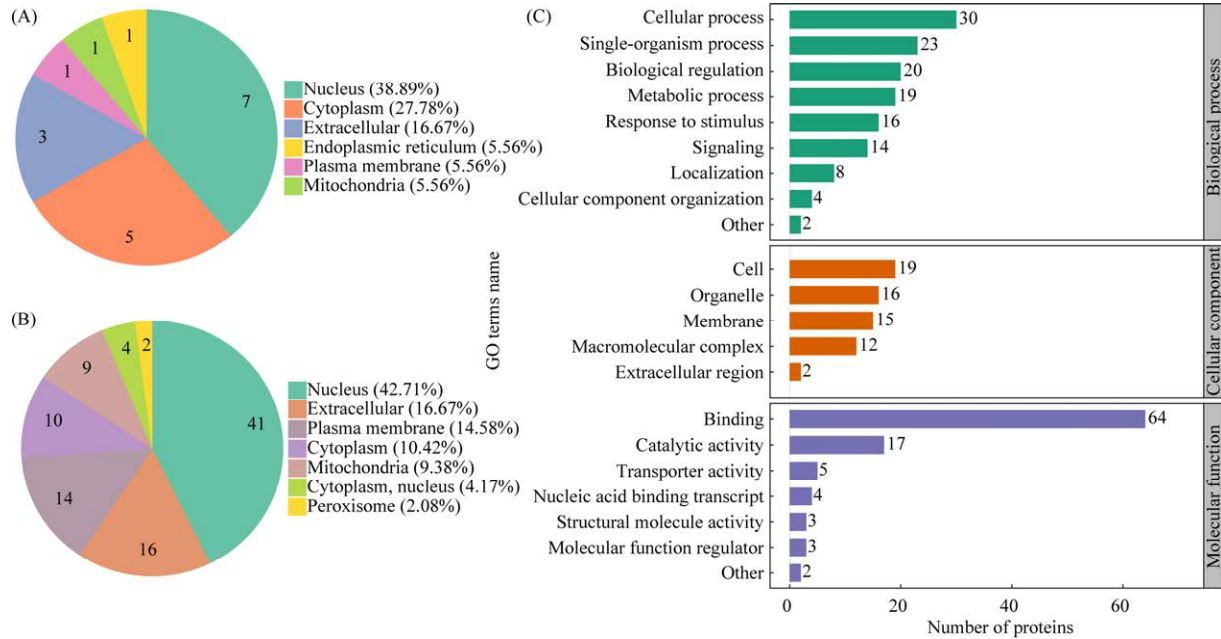 (A)
1
1
1
7
3
5
Nucleus (38.89%)
Cytoplasm (27.78%)
Extracellular (16.67%)
Endoplasmic reticulum (5.56%)
Plasma membrane (5.56%)
Mitochondria (5.56%)
(B)
2
4
9
10
41
14
16
Nucleus (42.71%)
Extracellular (16.67%)
Plasma membrane (14.58%)
Cytoplasm (10.42%)
Mitochondria (9.38%)
Cytoplasm, nucleus (4.17%)
Peroxisome (2.08%)
(C)
GO terms name
Cellular process 30
Single-organism process 23
Biological regulation 20
Metabolic process 19
Response to stimulus 16
Signaling 14
Localization 8
Cellular component organization 4
Other 2
Biological process
Cell 19
Organelle 16
Membrane 15
Macromolecular complex 12
Extracellular region 2
Cellular component
Binding 64
Catalytic activity 17
Transporter activity 5
Nucleic acid binding transcript 4
Structural molecule activity 3
Molecular function regulator 3
Other 2
Molecular function
0 20 40 60
Number of proteins